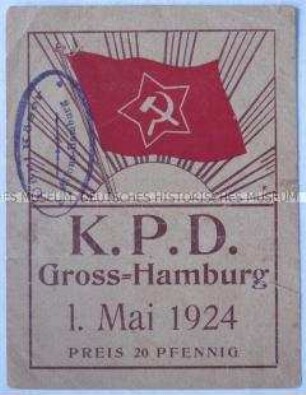 K.P.D.
Gross=Hamburg
1. Mai 1924
PREIS 20 PFENNIG
DEUTSCHES HISTORISCHES MUSEUM